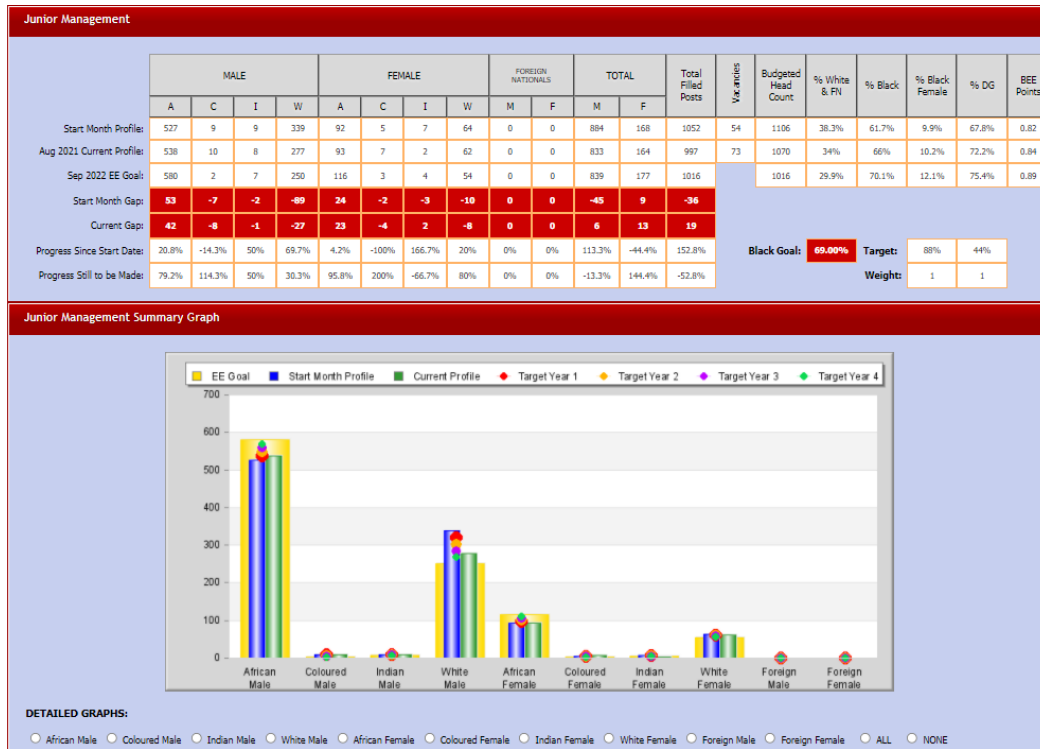 Junior Management
MALE FEMALE FOREIGN NATIONALS TOTAL Total Filled Posts Vacancies Budgeted Head Count % White & FN % Black % Black Female % DG BEE Points
A C I W A C I W M F M F
Start Month Profile: 527 9 9 339 92 5 7 64 0 0 884 168 1052 54 1106 38.3% 61.7% 9.9% 67.8% 0.82
Aug 2021 Current Profile: 538 10 8 277 93 7 2 62 0 0 833 164 997 73 1070 34% 66% 10.2% 72.2% 0.84
Sep 2022 EE Goal: 580 2 7 250 116 3 4 54 0 0 839 177 1016 1016 29.9% 70.1% 12.1% 75.4% 0.89
Start Month Gap: 53 -7 -2 -89 24 -2 -3 -10 0 0 -45 9 -36
Current Gap: 42 -8 -1 -27 23 -4 2 -8 0 0 6 13 19
Progress Since Start Date: 20.8% -14.3% 50% 69.7% 4.2% -100% 166.7% 20% 0% 0% 113.3% -44.4% 152.8% Black Goal: 69.00% Target: 88% 44%
Progress Still to be Made: 79.2% 114.3% 50% 30.3% 95.8% 200% -66.7% 80% 0% 0% -13.3% 144.4% -52.8% Weight: 1 1
Junior Management Summary Graph
EE Goal Start Month Profile Current Profile Target Year 1 Target Year 2 Target Year 3 Target Year 4
700
600
500
400
300
200
100
0
African Male Coloured Male Indian Male White Male African Female Coloured Female Indian Female White Female Foreign Male Foreign Female
DETAILED GRAPHS:
African Male Coloured Male Indian Male White Male African Female Coloured Female Indian Female White Female Foreign Male Foreign Female ALL NONE